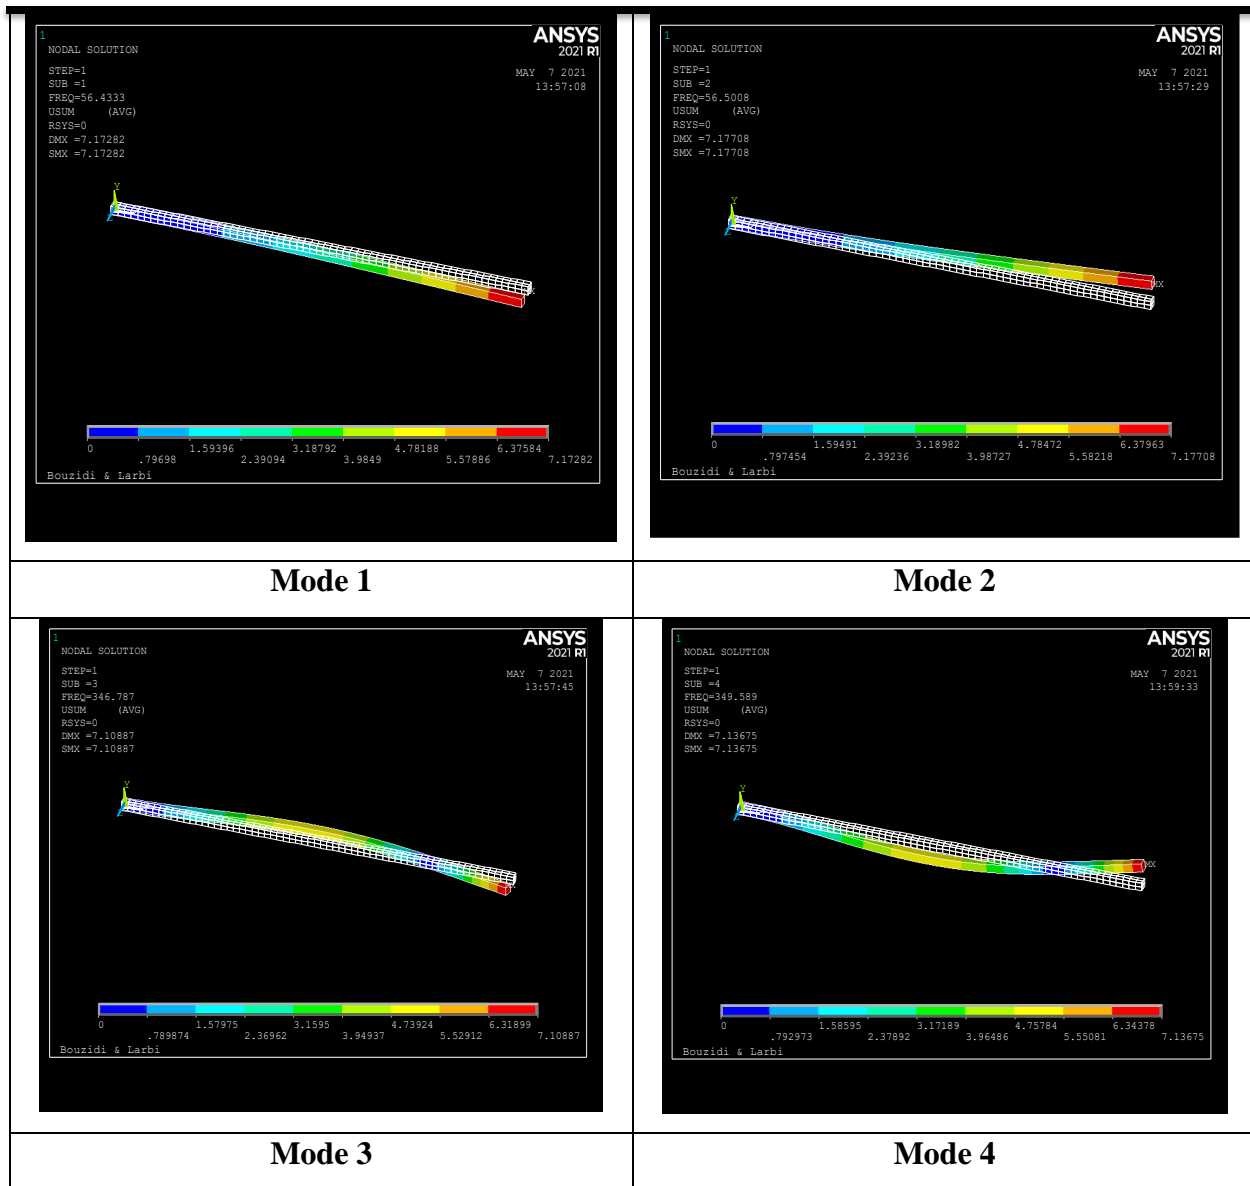 1
ANSYS
2021 R1
NODAL SOLUTION
MAY 7 2021
13:57:08
STEP=1
SUB =1
FREQ=56.4333
USUM (AVG)
RSYS=0
DMX =7.17282
SMX =7.17282
Y
Z
X
0 1.59396 3.18792 4.78188 6.37584
.79698 2.39094 3.9849 5.57886 7.17282
Bouzidi & Larbi
1
ANSYS
2021 R1
NODAL SOLUTION
MAY 7 2021
13:57:29
STEP=1
SUB =2
FREQ=56.5008
USUM (AVG)
RSYS=0
DMX =7.17708
SMX =7.17708
Y
Z
MX
0 1.59491 3.18982 4.78472 6.37963
.797454 2.39236 3.98727 5.58218 7.17708
Bouzidi & Larbi
Mode 1
Mode 2
1
ANSYS
2021 R1
NODAL SOLUTION
MAY 7 2021
13:57:45
STEP=1
SUB =3
FREQ=346.787
USUM (AVG)
RSYS=0
DMX =7.10887
SMX =7.10887
Y
Z
0 1.57975 3.1595 4.73924 6.31899
.789874 2.36962 3.94937 5.52912 7.10887
Bouzidi & Larbi
1
ANSYS
2021 R1
NODAL SOLUTION
MAY 7 2021
13:59:33
STEP=1
SUB =4
FREQ=349.589
USUM (AVG)
RSYS=0
DMX =7.13675
SMX =7.13675
Y
Z
MX
0 1.58595 3.17189 4.75784 6.34378
.792973 2.37892 3.96486 5.55081 7.13675
Bouzidi & Larbi
Mode 3
Mode 4